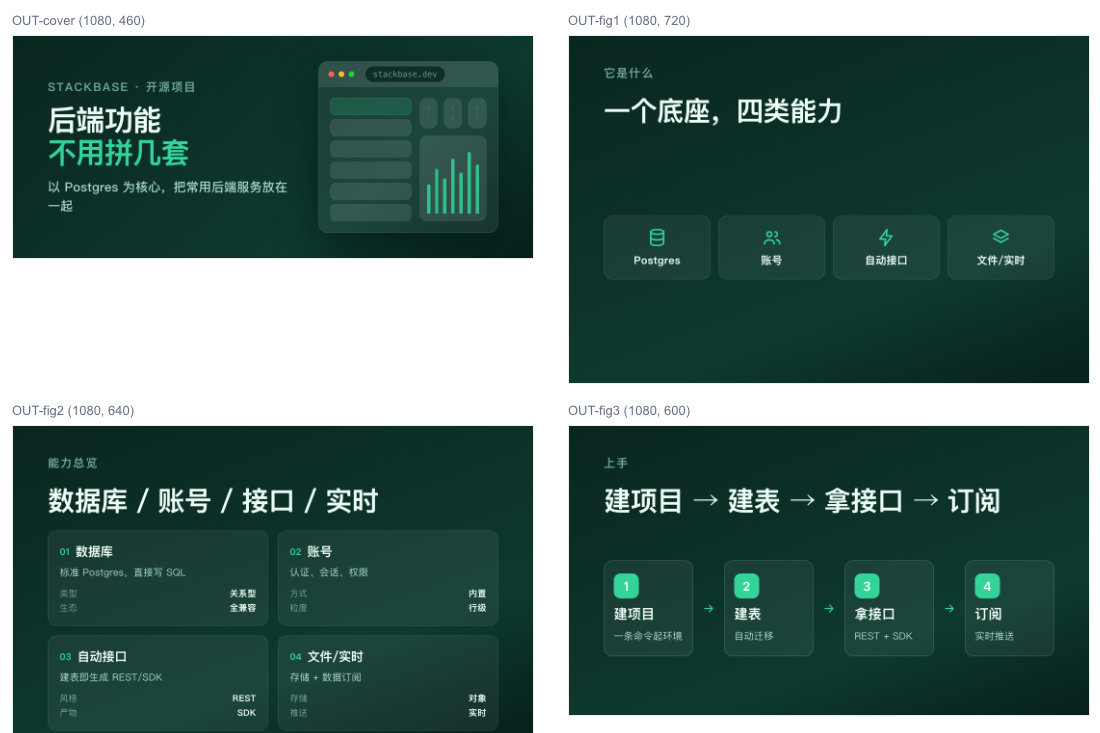 OUT-cover (1080, 460)
STACKBASE · 开源项目
后端功能
不用拼几套
以 Postgres 为核心，把常用后端服务放在
一起
stackbase.dev
OUT-fig1 (1080, 720)
它是什么
一个底座，四类能力
Postgres
账号
自动接口
文件/实时
OUT-fig2 (1080, 640)
能力总览
数据库 / 账号 / 接口 / 实时
01 数据库
标准 Postgres，直接写 SQL
类型 关系型
生态 全兼容
02 账号
认证、会话、权限
方式 内置
粒度 行级
03 自动接口
建表即生成 REST/SDK
风格 REST
产物 SDK
04 文件/实时
存储 + 数据订阅
存储 对象
推送 实时
OUT-fig3 (1080, 600)
上手
建项目 → 建表 → 拿接口 → 订阅
1
建项目
一条命令起环境
→
2
建表
自动迁移
→
3
拿接口
REST + SDK
→
4
订阅
实时推送